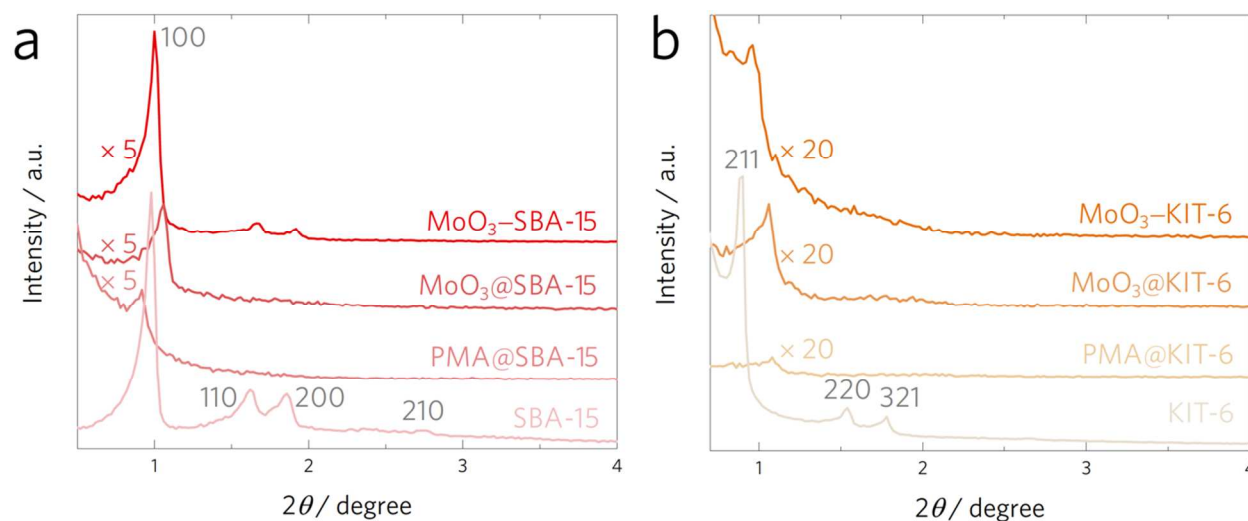 a
100
× 5
MoO₃–SBA-15
× 5
MoO₃@SBA-15
× 5
PMA@SBA-15
110
200
210
SBA-15
Intensity / a.u.
1
2
3
4
2θ / degree
b
× 20
211
MoO₃–KIT-6
× 20
MoO₃@KIT-6
× 20
PMA@KIT-6
220
321
KIT-6
Intensity / a.u.
1
2
3
4
2θ / degree